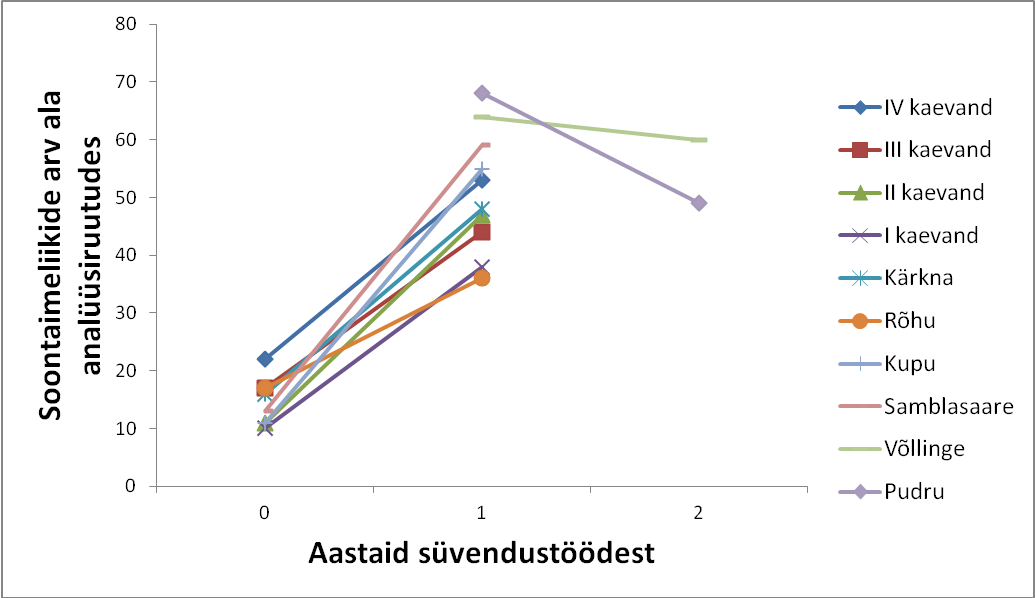 Soontaimeliikide arv ala
analüüsiruutudes
80
70
60
50
40
30
20
10
0
0
1
2
Aastaid süvendustöödest
IV kaevand
III kaevand
II kaevand
I kaevand
Kärkna
Rõhu
Kupu
Samblasaare
Võllinge
Pudru